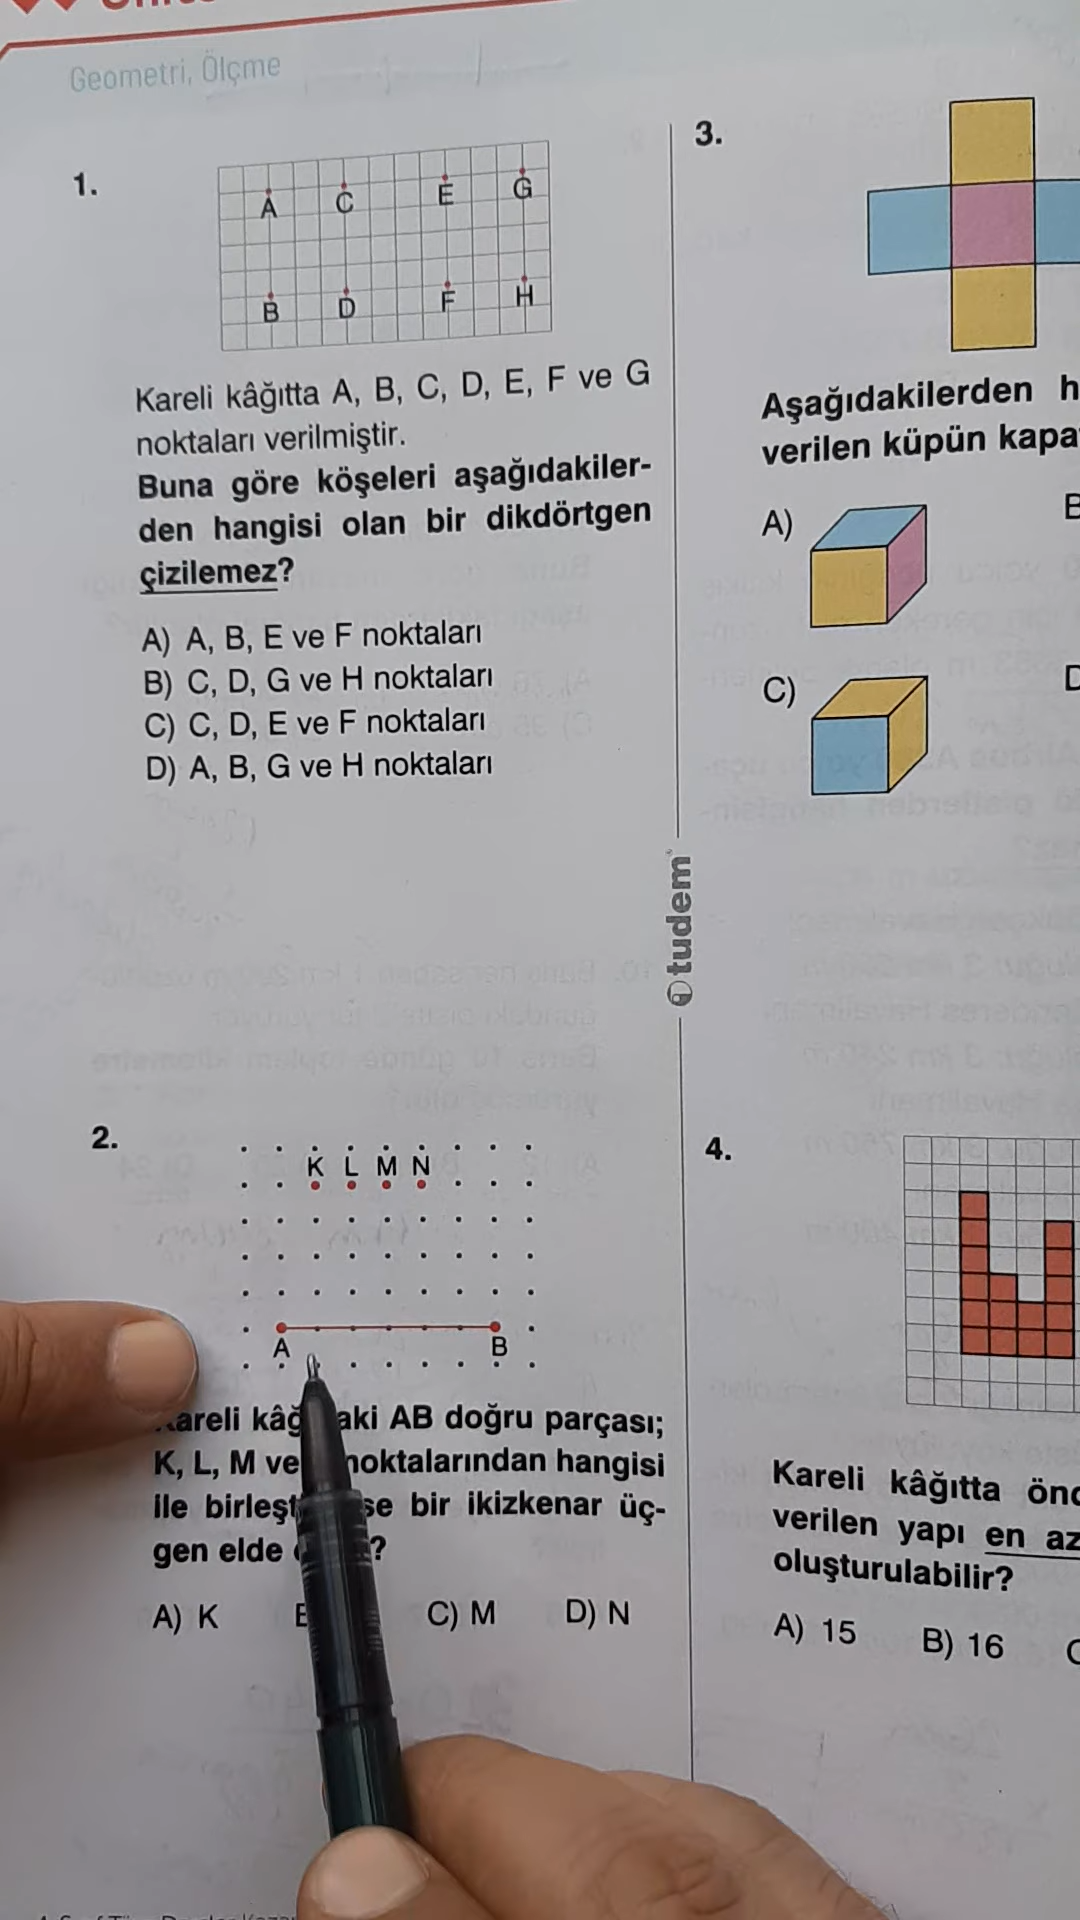 Geometri, Ölçme
1.
A C E G
B D F H
Kareli kâğıtta A, B, C, D, E, F ve G
noktaları verilmiştir.
Buna göre köşeleri aşağıdakiler-
den hangisi olan bir dikdörtgen
çizilemez?
A) A, B, E ve F noktaları
B) C, D, G ve H noktaları
C) C, D, E ve F noktaları
D) A, B, G ve H noktaları
2.
K L M N
A B
aki AB doğru parçası;
K, L, M ve noktalarından hangisi
ile bir ikizkenar üç-
gen elde
A) K C) M D) N
tudem
3.
Aşağıdakilerden
verilen küpün
A)
C)
4.
Kareli kâğıtta
verilen yapı en az
oluşturulabilir?
A) 15 B) 16